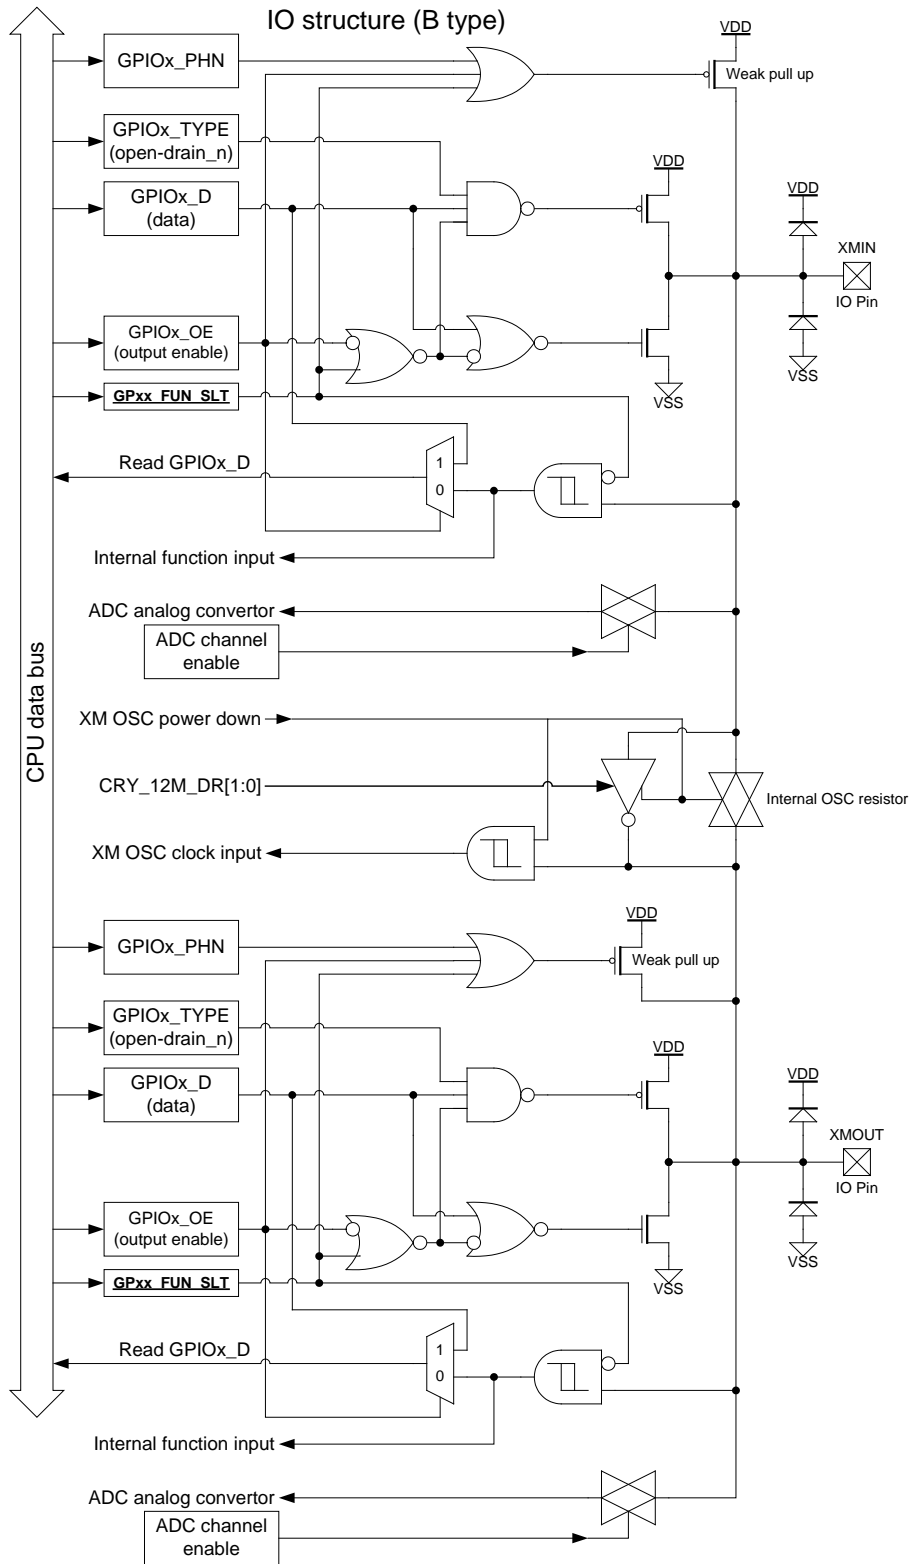 IO structure (B type)
VDD
GPIOx_PHN
Weak pull up
GPIOx_TYPE
(open-drain_n)
VDD
VDD
GPIOx_D
(data)
XMIN
IO Pin
GPIOx_OE
(output enable)
VSS
GPxx_FUN_SLT
VSS
Read GPIOx_D
1
0
Internal function input
ADC analog convertor
ADC channel
enable
CPU data bus
XM OSC power down
CRY_12M_DR[1:0]
Internal OSC resistor
XM OSC clock input
VDD
GPIOx_PHN
Weak pull up
GPIOx_TYPE
(open-drain_n)
VDD
VDD
GPIOx_D
(data)
XMOUT
IO Pin
GPIOx_OE
(output enable)
VSS
GPxx_FUN_SLT
VSS
Read GPIOx_D
1
0
Internal function input
ADC analog convertor
ADC channel
enable